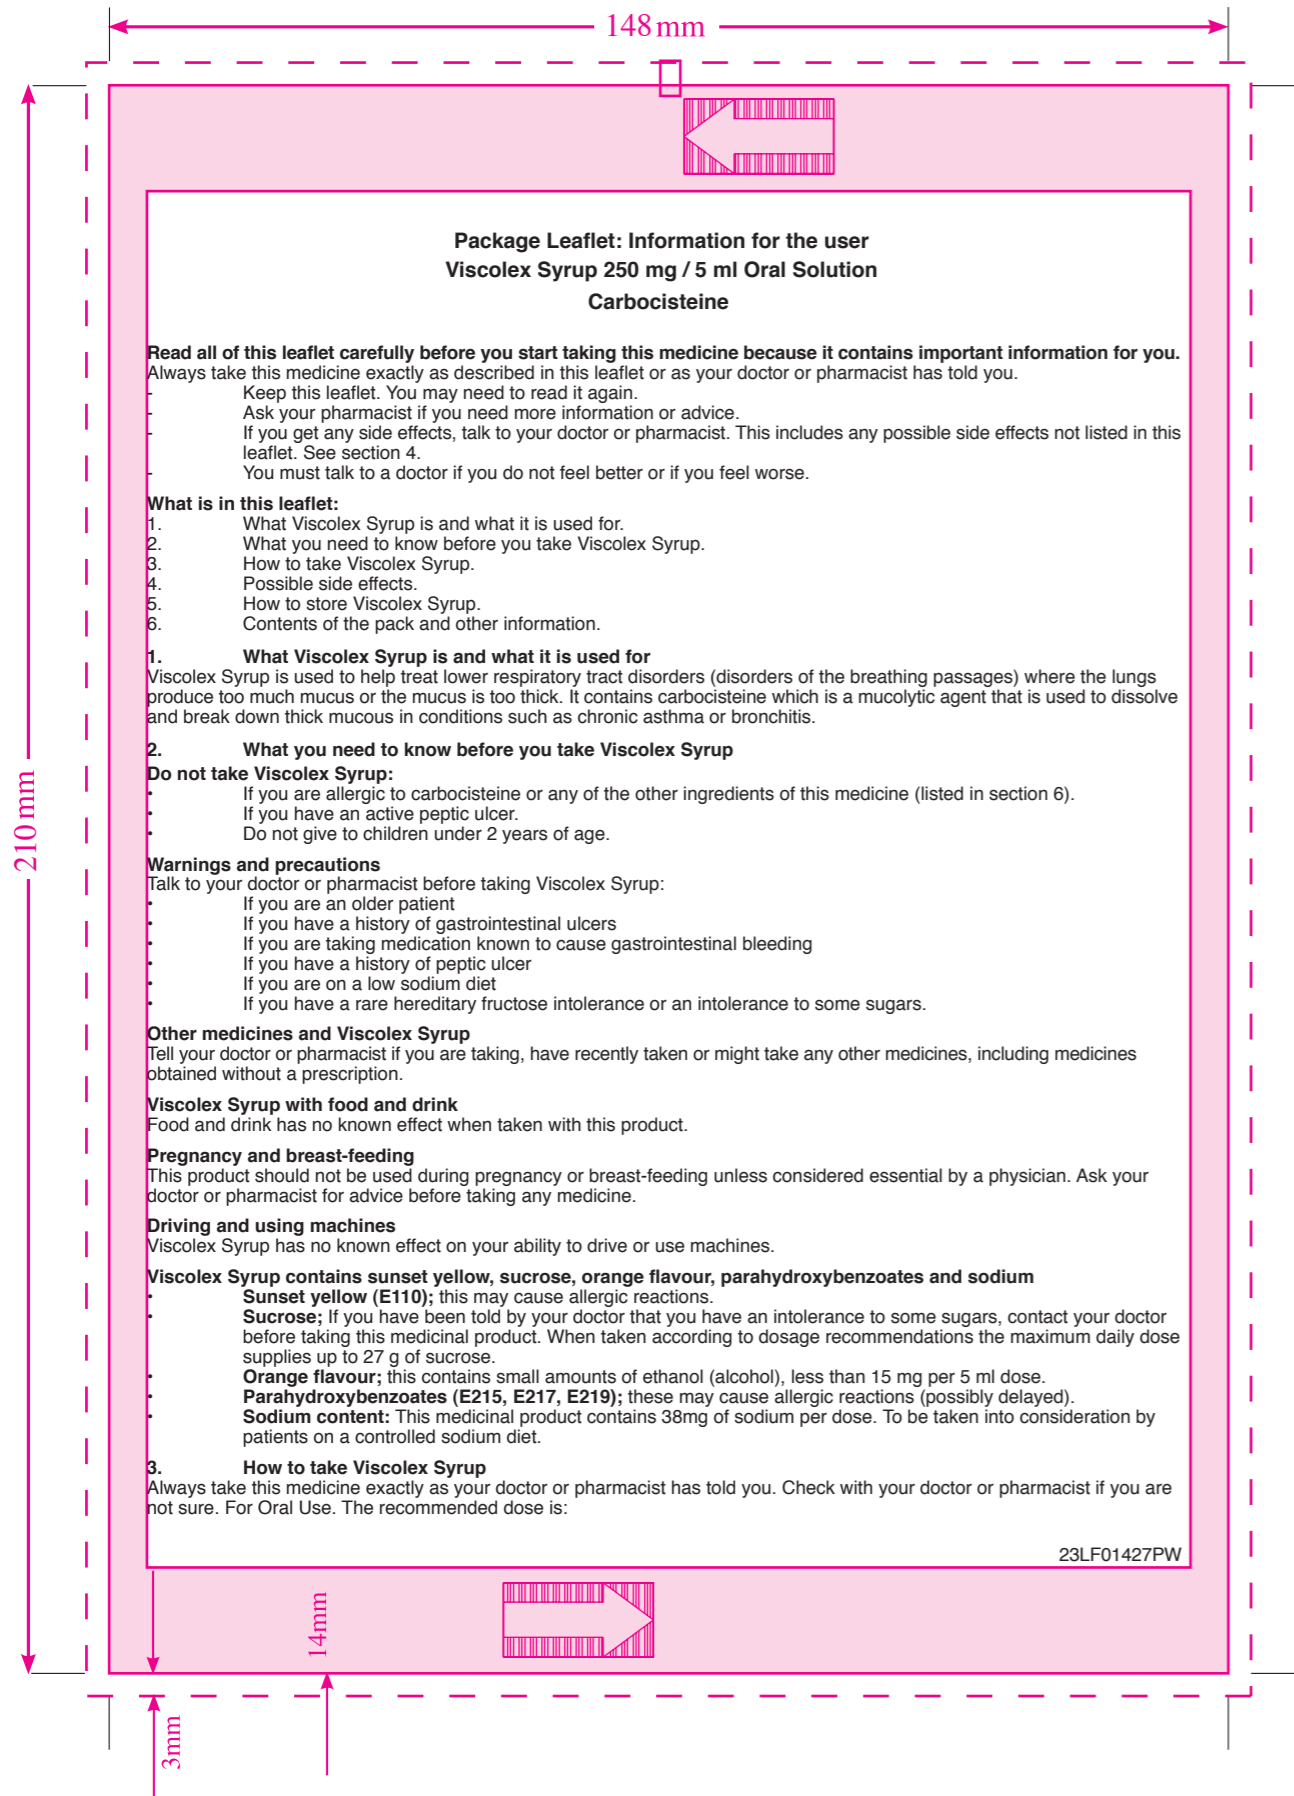 148 mm
Package Leaflet: Information for the user
Viscolex Syrup 250 mg / 5 ml Oral Solution
Carbocisteine
Read all of this leaflet carefully before you start taking this medicine because it contains important information for you.
Always take this medicine exactly as described in this leaflet or as your doctor or pharmacist has told you.
- Keep this leaflet. You may need to read it again.
- Ask your pharmacist if you need more information or advice.
- If you get any side effects, talk to your doctor or pharmacist. This includes any possible side effects not listed in this
leaflet. See section 4.
- You must talk to a doctor if you do not feel better or if you feel worse.
What is in this leaflet:
1. What Viscolex Syrup is and what it is used for.
2. What you need to know before you take Viscolex Syrup.
3. How to take Viscolex Syrup.
4. Possible side effects.
5. How to store Viscolex Syrup.
6. Contents of the pack and other information.
1. What Viscolex Syrup is and what it is used for
Viscolex Syrup is used to help treat lower respiratory tract disorders (disorders of the breathing passages) where the lungs
produce too much mucus or the mucus is too thick. It contains carbocisteine which is a mucolytic agent that is used to dissolve
and break down thick mucous in conditions such as chronic asthma or bronchitis.
2. What you need to know before you take Viscolex Syrup
Do not take Viscolex Syrup:
• If you are allergic to carbocisteine or any of the other ingredients of this medicine (listed in section 6).
• If you have an active peptic ulcer.
• Do not give to children under 2 years of age.
Warnings and precautions
Talk to your doctor or pharmacist before taking Viscolex Syrup:
• If you are an older patient
• If you have a history of gastrointestinal ulcers
• If you are taking medication known to cause gastrointestinal bleeding
• If you have a history of peptic ulcer
• If you are on a low sodium diet
• If you have a rare hereditary fructose intolerance or an intolerance to some sugars.
Other medicines and Viscolex Syrup
Tell your doctor or pharmacist if you are taking, have recently taken or might take any other medicines, including medicines
obtained without a prescription.
Viscolex Syrup with food and drink
Food and drink has no known effect when taken with this product.
Pregnancy and breast-feeding
This product should not be used during pregnancy or breast-feeding unless considered essential by a physician. Ask your
doctor or pharmacist for advice before taking any medicine.
Driving and using machines
Viscolex Syrup has no known effect on your ability to drive or use machines.
Viscolex Syrup contains sunset yellow, sucrose, orange flavour, parahydroxybenzoates and sodium
• Sunset yellow (E110); this may cause allergic reactions.
• Sucrose; If you have been told by your doctor that you have an intolerance to some sugars, contact your doctor
before taking this medicinal product. When taken according to dosage recommendations the maximum daily dose
supplies up to 27 g of sucrose.
• Orange flavour; this contains small amounts of ethanol (alcohol), less than 15 mg per 5 ml dose.
• Parahydroxybenzoates (E215, E217, E219); these may cause allergic reactions (possibly delayed).
• Sodium content: This medicinal product contains 38mg of sodium per dose. To be taken into consideration by
patients on a controlled sodium diet.
3. How to take Viscolex Syrup
Always take this medicine exactly as your doctor or pharmacist has told you. Check with your doctor or pharmacist if you are
not sure. For Oral Use. The recommended dose is:
23LF01427PW
210 mm
14mm
3mm